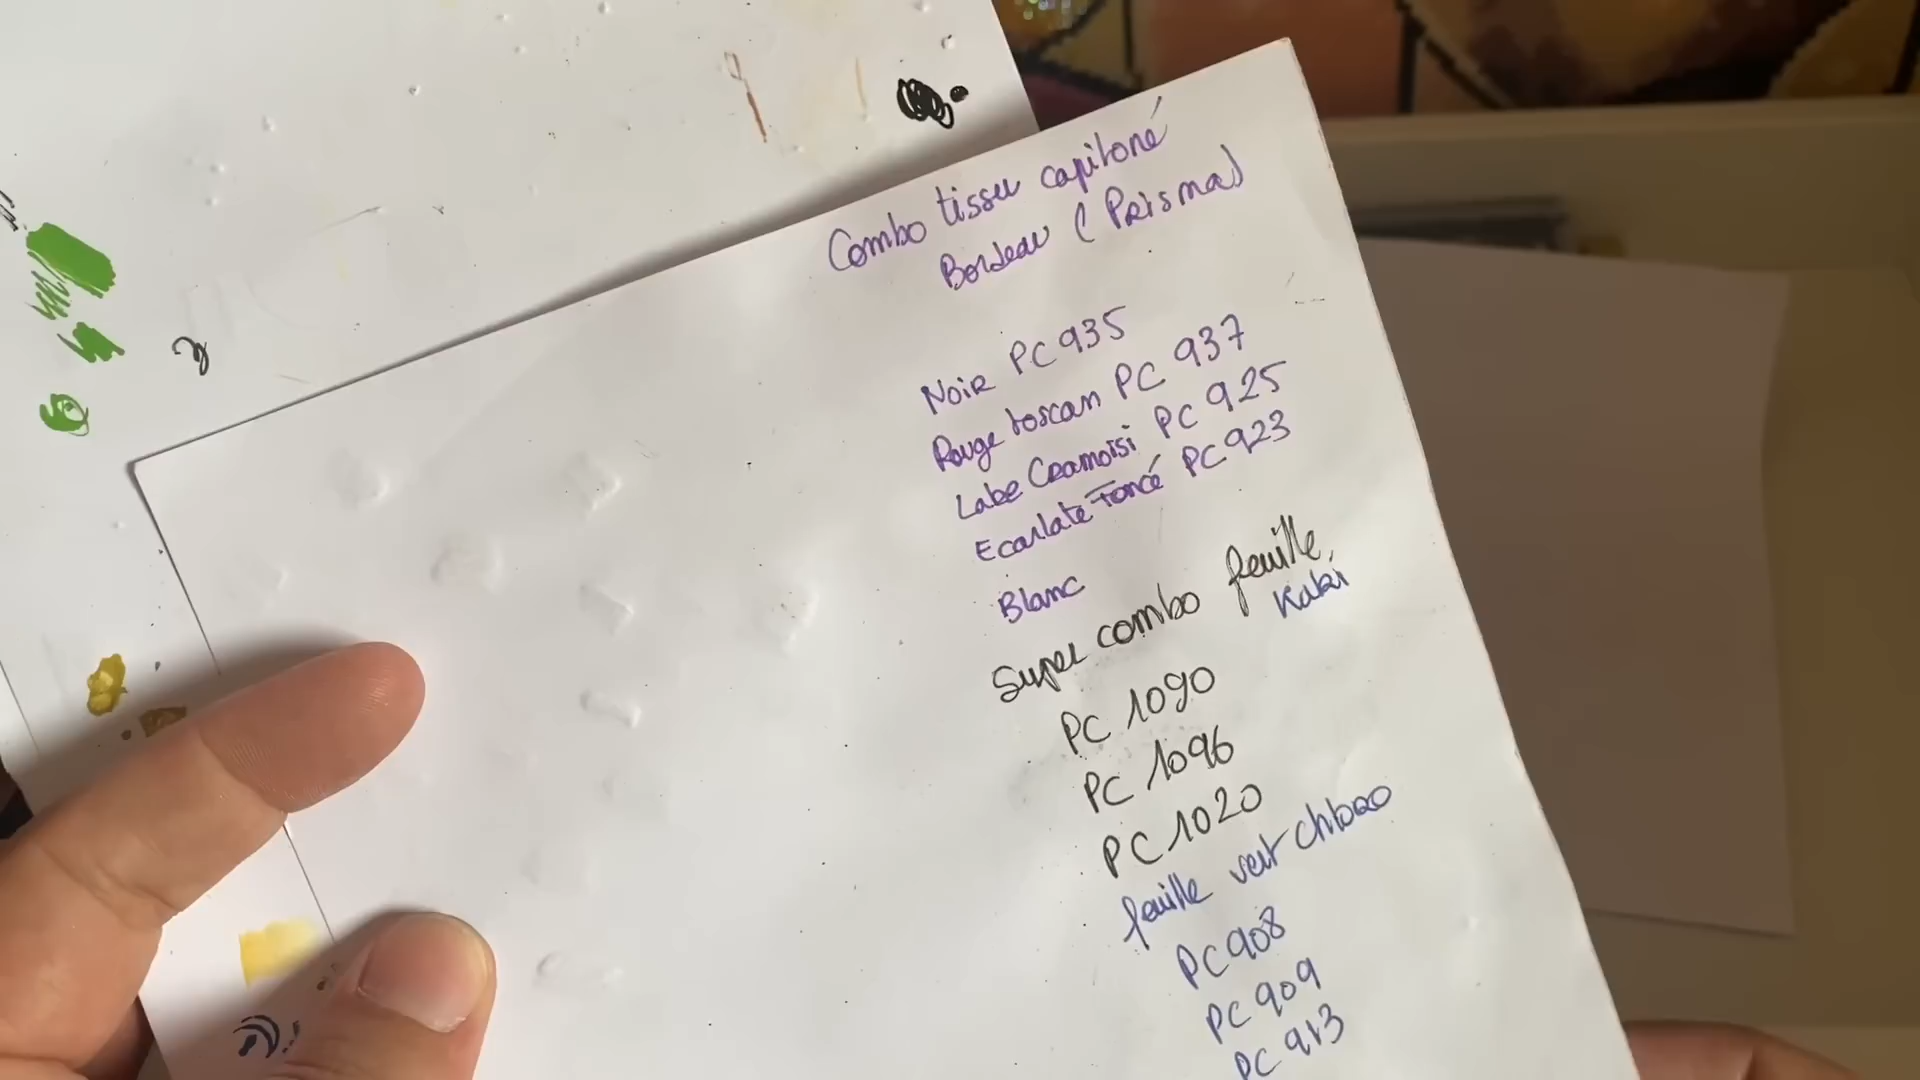 Combo tissu capitoné
Bordeau (Prisma)
Noir PC 935
Rouge toscan PC 937
Labe Cramoisi PC 925
Ecarlate Foncé PC 923
Blanc
Super combo feuille,
Kaki
PC 1090
PC 1096
PC 1020
feuille vert chloro
PC 908
PC 909
PC 913